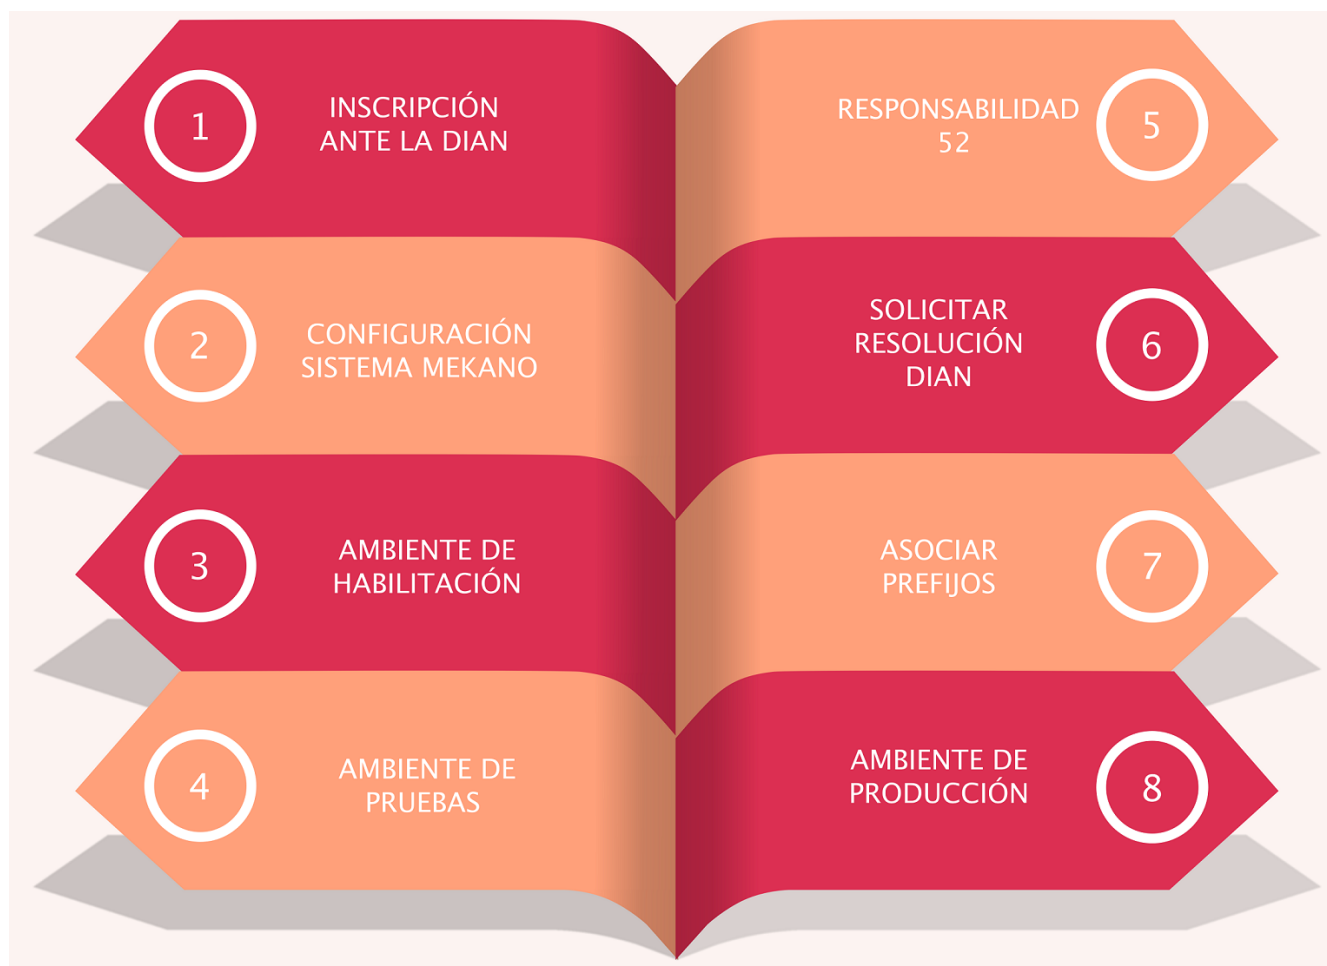 1
INSCRIPCIÓN
ANTE LA DIAN
2
CONFIGURACIÓN
SISTEMA MEKANO
3
AMBIENTE DE
HABILITACIÓN
4
AMBIENTE DE
PRUEBAS
RESPONSABILIDAD
52
5
SOLICITAR
RESOLUCIÓN
DIAN
6
ASOCIAR
PREFIJOS
7
AMBIENTE DE
PRODUCCIÓN
8